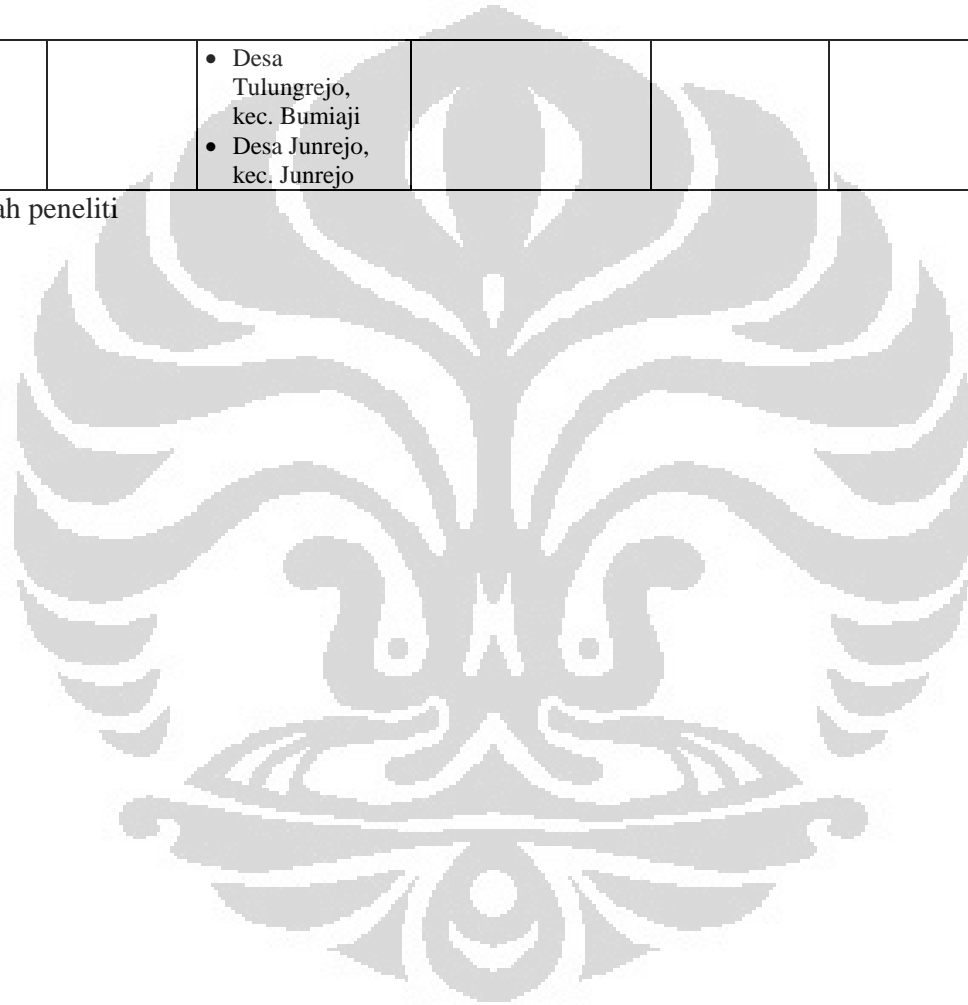 • Desa
Tulungrejo,
kec. Bumiaji
• Desa Junrejo,
kec. Junrejo
ah peneliti